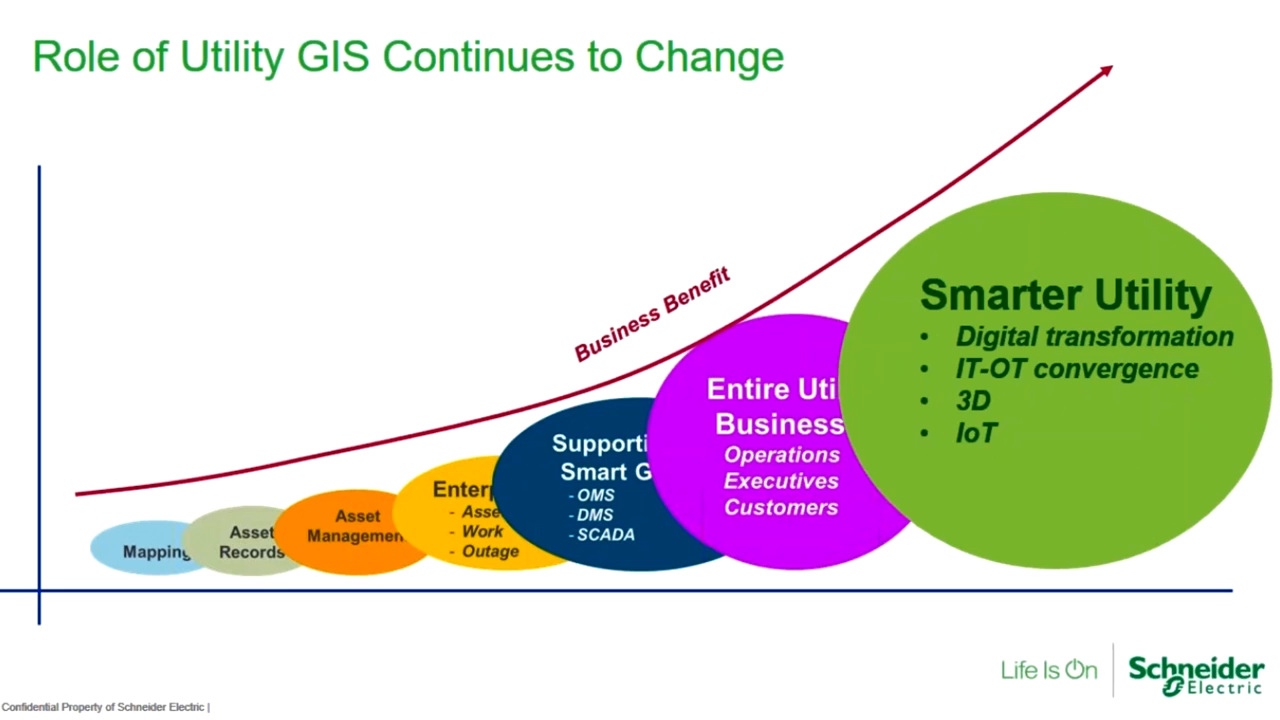 Role of Utility GIS Continues to Change
Business Benefit
Mapping
Asset
Records
Asset
Managemen
Enter
- Asse
- Work
- Outage
Supporti
Smart G
- OMS
- DMS
- SCADA
Entire Uti
Business
Operations
Executives
Customers
Smarter Utility
• Digital transformation
• IT-OT convergence
• 3D
• IoT
Life Is On
Schneider
Electric
Confidential Property of Schneider Electric |